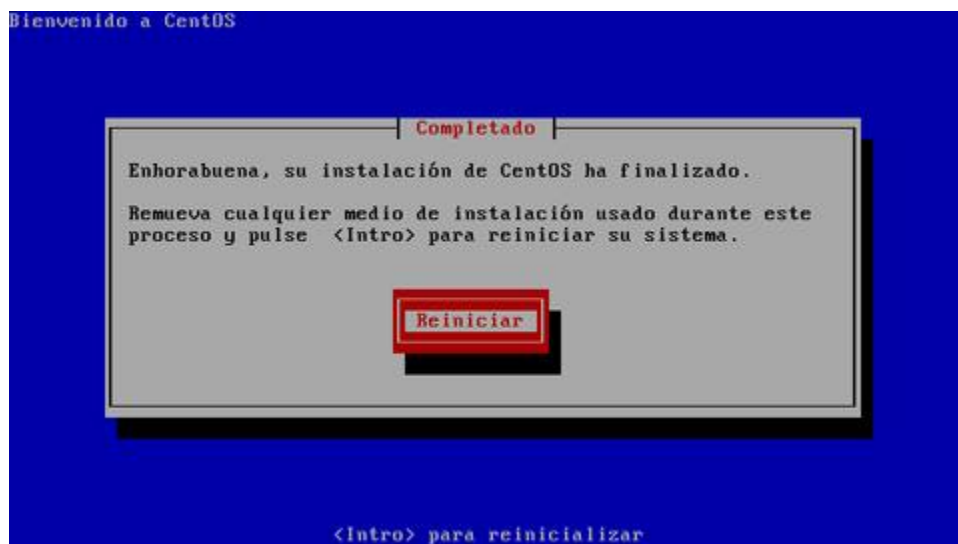 Bienvenido a CentOS
Completado
Enhorabuena, su instalación de CentOS ha finalizado.
Remueva cualquier medio de instalación usado durante este
proceso y pulse <Intro> para reiniciar su sistema.
Reiniciar
<Intro> para reinicializar